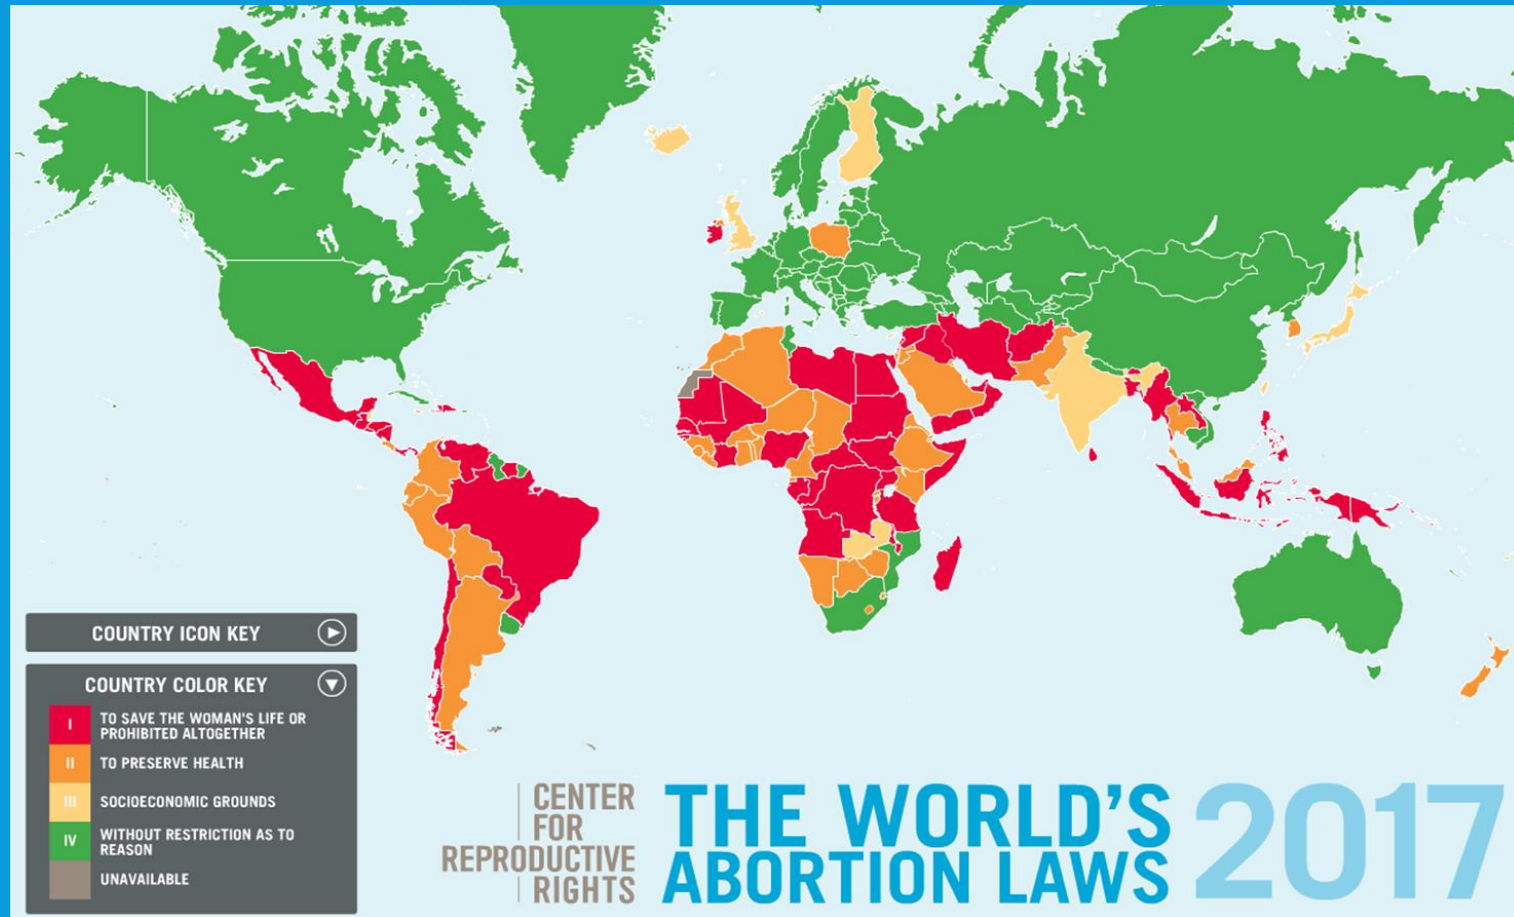 COUNTRY ICON KEY
COUNTRY COLOR KEY
I
TO SAVE THE WOMAN'S LIFE OR
PROHIBITED ALTOGETHER
II
TO PRESERVE HEALTH
III
SOCIOECONOMIC GROUNDS
IV
WITHOUT RESTRICTION AS TO
REASON
UNAVAILABLE
CENTER
FOR
REPRODUCTIVE
RIGHTS
THE WORLD'S
ABORTION LAWS
2017